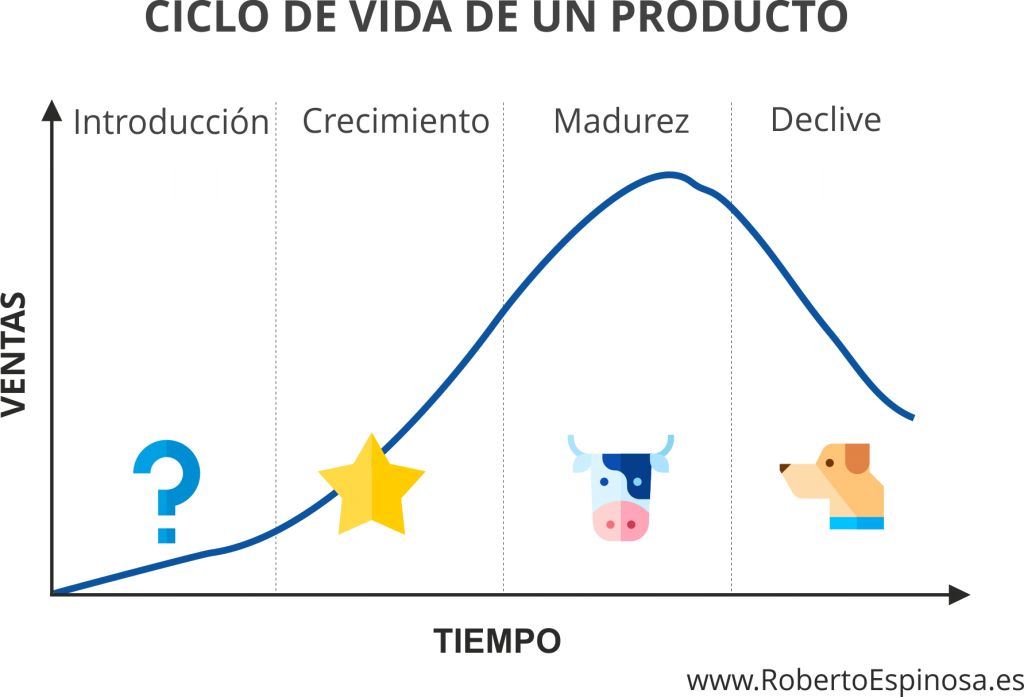 CICLO DE VIDA DE UN PRODUCTO
Introducción
Crecimiento
Madurez
Declive
VENTAS
TIEMPO
www.RobertoEspinosa.es